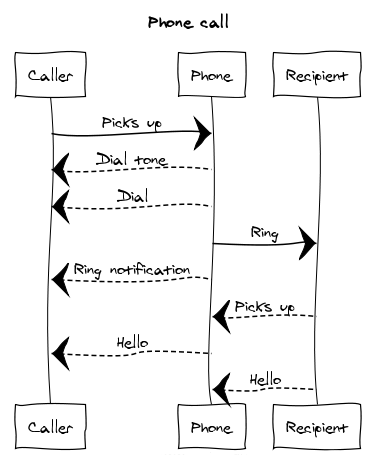 Phone call
Caller Phone Recipient
Picks up
Dial tone
Dial
Ring
Ring notification
Picks up
Hello
Hello
Caller Phone Recipient